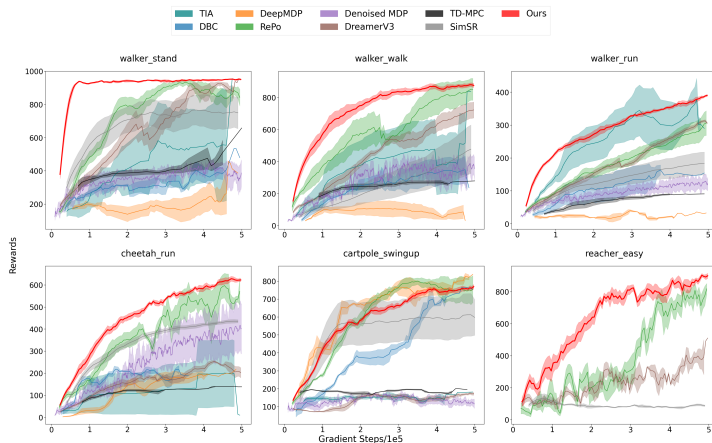 TIA DeepMDP Denoised MDP TD-MPC Ours
DBC RePo DreamerV3 SimSR
walker_stand walker_walk walker_run
1000
800
600
400
200
0 1 2 3 4 5
800
600
400
200
0
0 1 2 3 4 5
400
300
200
100
0
0 1 2 3 4 5
Rewards
cheetah_run cartpole_swingup reacher_easy
600
500
400
300
200
100
0
0 1 2 3 4 5
800
700
600
500
400
300
200
100
0 1 2 3 4 5
800
600
400
200
0
0 1 2 3 4 5
Gradient Steps/1e5